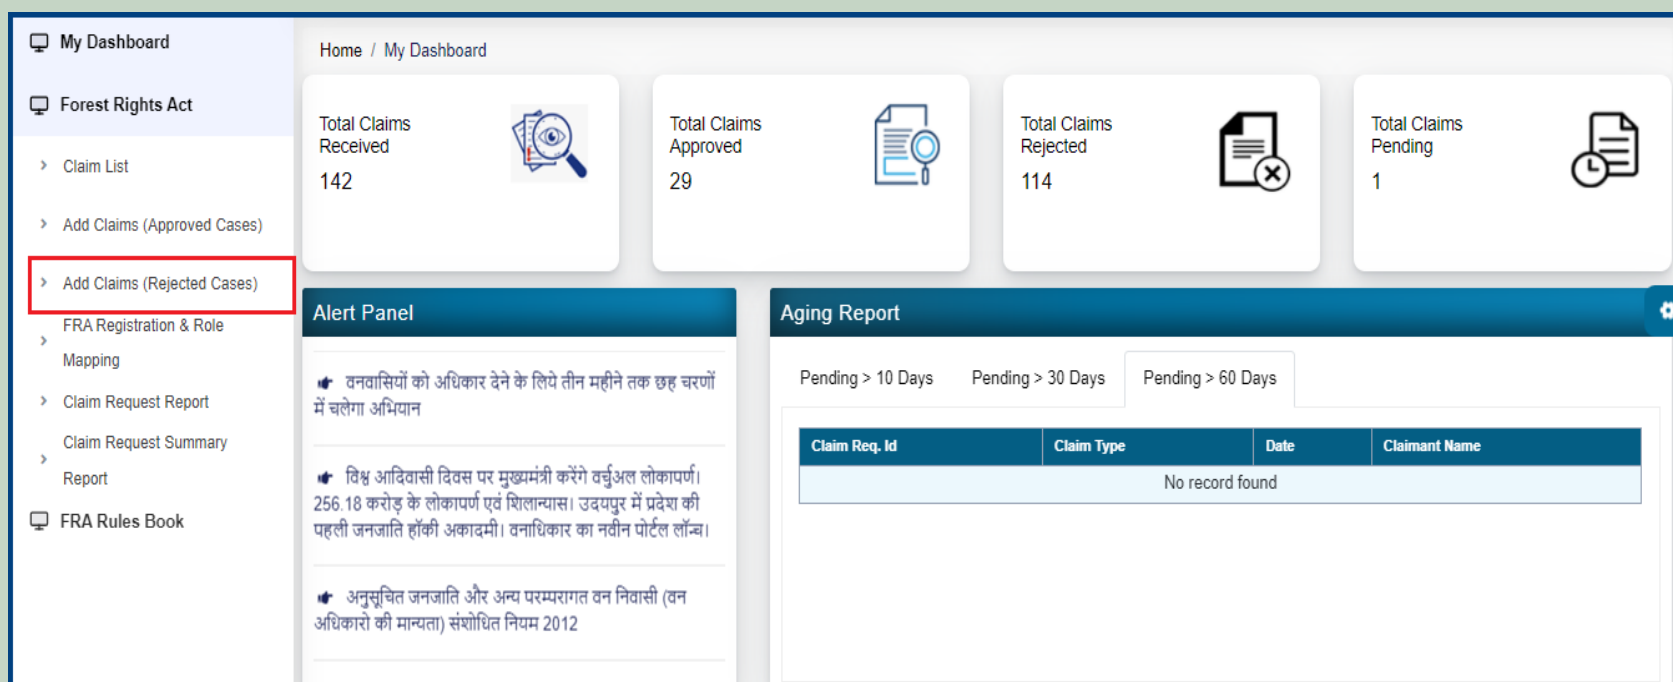 My Dashboard
Forest Rights Act
Claim List
Add Claims (Approved Cases)
Add Claims (Rejected Cases)
FRA Registration & Role
Mapping
Claim Request Report
Claim Request Summary
Report
FRA Rules Book
Home / My Dashboard
Total Claims
Received
142
Total Claims
Approved
29
Total Claims
Rejected
114
Total Claims
Pending
1
Alert Panel
वनवासियों को अधिकार देने के लिये तीन महीने तक छह चरणों
में चलेगा अभियान
विश्व आदिवासी दिवस पर मुख्यमंत्री करेंगे वर्चुअल लोकापर्ण।
256.18 करोड़ के लोकापर्ण एवं शिलान्यास। उदयपुर में प्रदेश की
पहली जनजाति हॉकी अकादमी। वनाधिकार का नवीन पोर्टल लॉन्च।
अनुसूचित जनजाति और अन्य परम्परागत वन निवासी (वन
अधिकारो की मान्यता) संशोधित नियम 2012
Aging Report
Pending > 10 Days Pending > 30 Days Pending > 60 Days
Claim Req. Id Claim Type Date Claimant Name
No record found